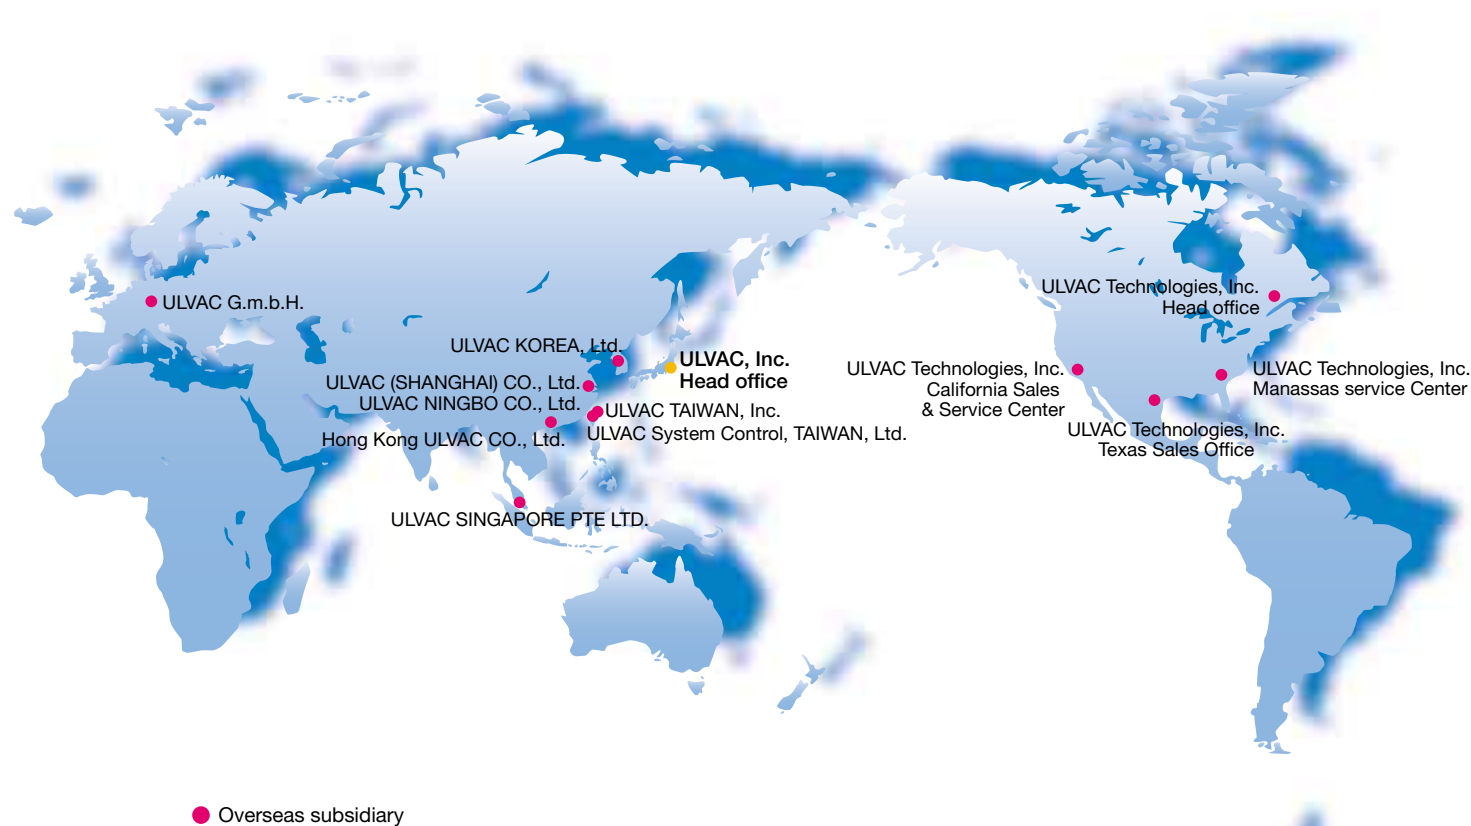 ULVAC Technologies, Inc.
Head office
ULVAC G.m.b.H.
ULVAC KOREA, Ltd.
ULVAC, Inc.
Head office
ULVAC (SHANGHAI) CO., Ltd.
ULVAC NINGBO CO., Ltd.
ULVAC TAIWAN, Inc.
ULVAC System Control, TAIWAN, Ltd.
Hong Kong ULVAC CO., Ltd.
ULVAC SINGAPORE PTE LTD.
ULVAC Technologies, Inc.
California Sales
& Service Center
ULVAC Technologies, Inc.
Manassas service Center
ULVAC Technologies, Inc.
Texas Sales Office
Overseas subsidiary